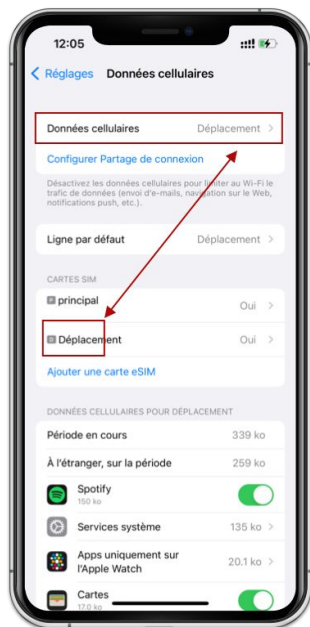 12:05
Réglages Données cellulaires
Données cellulaires Déplacement
Configurer Partage de connexion
Désactivez les données cellulaires pour limiter au Wi-Fi le
trafic de données (envoi d'e-mails, navigation sur le Web,
notifications push, etc.).
Ligne par défaut Déplacement
CARTES SIM
P principal Oui
D Déplacement Oui
Ajouter une carte eSIM
DONNÉES CELLULAIRES POUR DÉPLACEMENT
Période en cours 339 ko
À l'étranger, sur la période 259 ko
Spotify
150 ko
Services système 135 ko
Apps uniquement sur
l'Apple Watch 20.1 ko
Cartes
17.0 ko